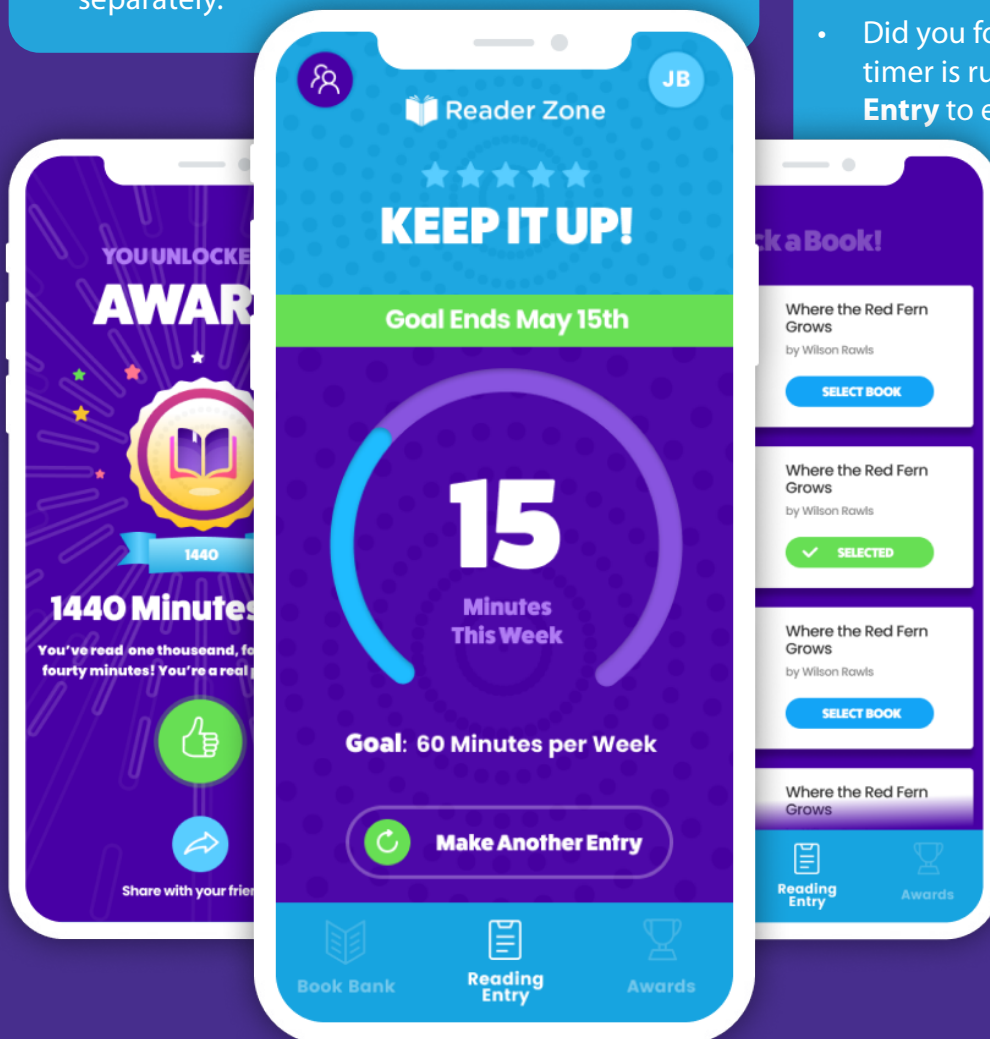 separately.
Did you fo
timer is ru
Entry to e
YOU UNLOCKE
AWAR
1440
1440 Minutes
You've read one thouseand, fo
fourty minutes! You're a real
Share with your frien
JB
Reader Zone
KEEP IT UP!
Goal Ends May 15th
15
Minutes
This Week
Goal: 60 Minutes per Week
Make Another Entry
Book Bank
Reading
Entry
Awards
ck a Book!
Where the Red Fern
Grows
by Wilson Rawls
SELECT BOOK
Where the Red Fern
Grows
by Wilson Rawls
SELECTED
Where the Red Fern
Grows
by Wilson Rawls
SELECT BOOK
Where the Red Fern
Grows
Reading
Entry
Awards